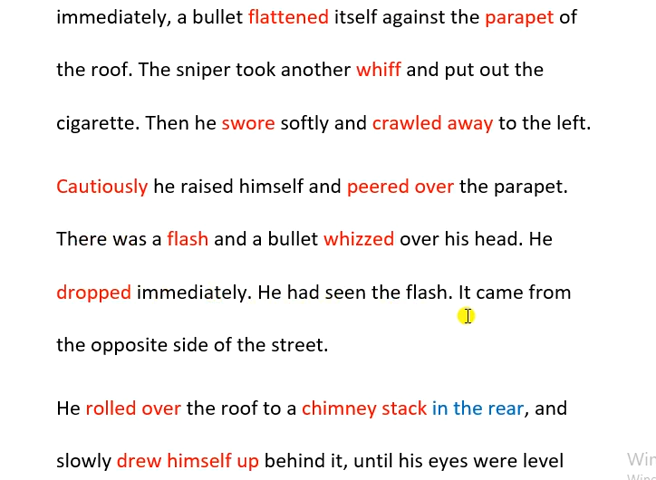 immediately, a bullet flattened itself against the parapet of
the roof. The sniper took another whiff and put out the
cigarette. Then he swore softly and crawled away to the left.
Cautiously he raised himself and peered over the parapet.
There was a flash and a bullet whizzed over his head. He
dropped immediately. He had seen the flash. It came from
the opposite side of the street.
He rolled over the roof to a chimney stack in the rear, and
slowly drew himself up behind it, until his eyes were level
Win